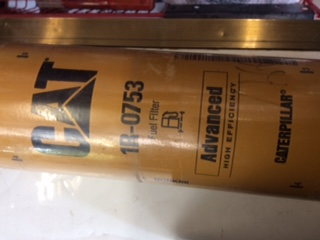 CAT
1R-0753
Fuel Filter
Advanced
HIGH EFFICIENCY
CATERPILLAR®